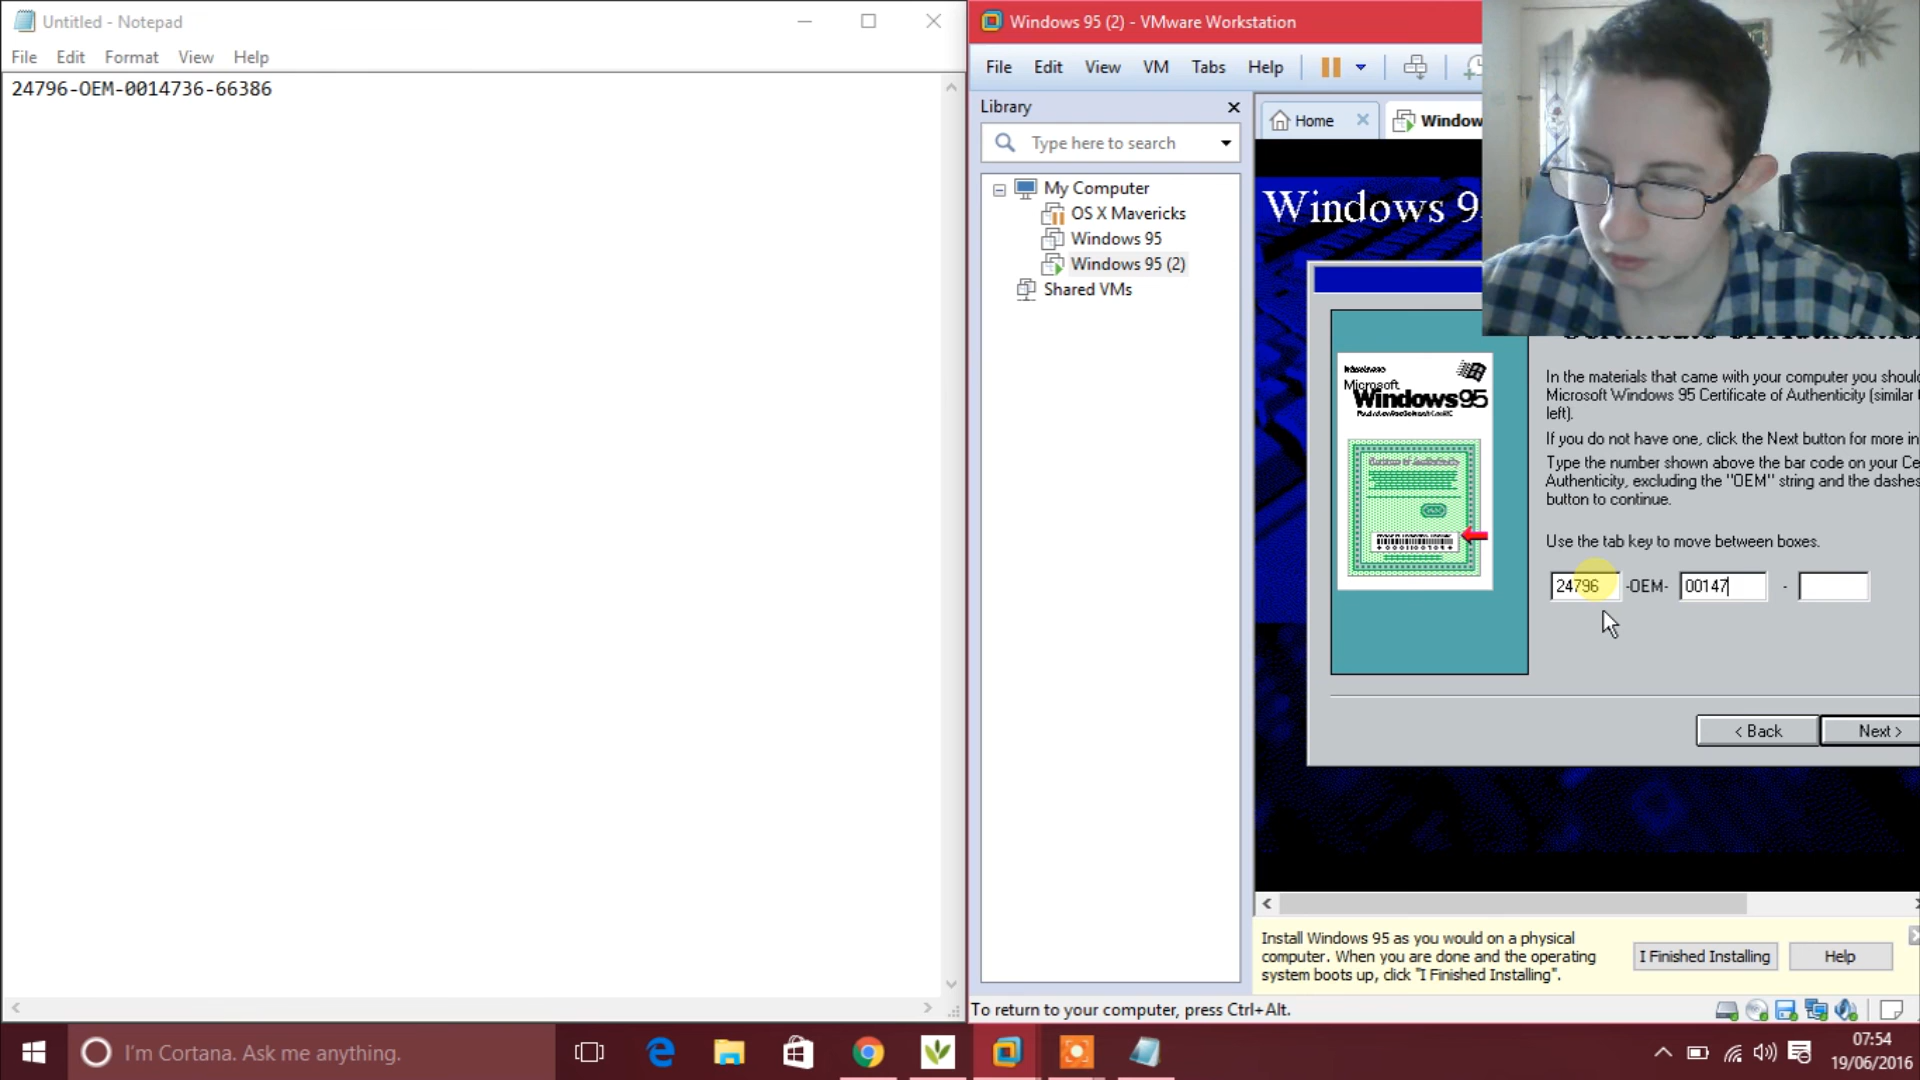 Untitled - Notepad
File Edit Format View Help
24796-OEM-0014736-66386
Windows 95 (2) - VMware Workstation
File Edit View VM Tabs Help
Library
Type here to search
My Computer
OS X Mavericks
Windows 95
Windows 95 (2)
Shared VMs
Home
Window
Windows 9
Microsoft
Windows95
In the materials that came with your computer you shoul
Microsoft Windows 95 Certificate of Authenticity (similar
left).
If you do not have one, click the Next button for more in
Type the number shown above the bar code on your Ce
Authenticity, excluding the "OEM" string and the dashes
button to continue.
Use the tab key to move between boxes.
24796 -OEM- 00147 -
< Back Next >
Install Windows 95 as you would on a physical
computer. When you are done and the operating
system boots up, click "I Finished Installing".
I Finished Installing
Help
To return to your computer, press Ctrl+Alt.
I'm Cortana. Ask me anything.
07:54
19/06/2016